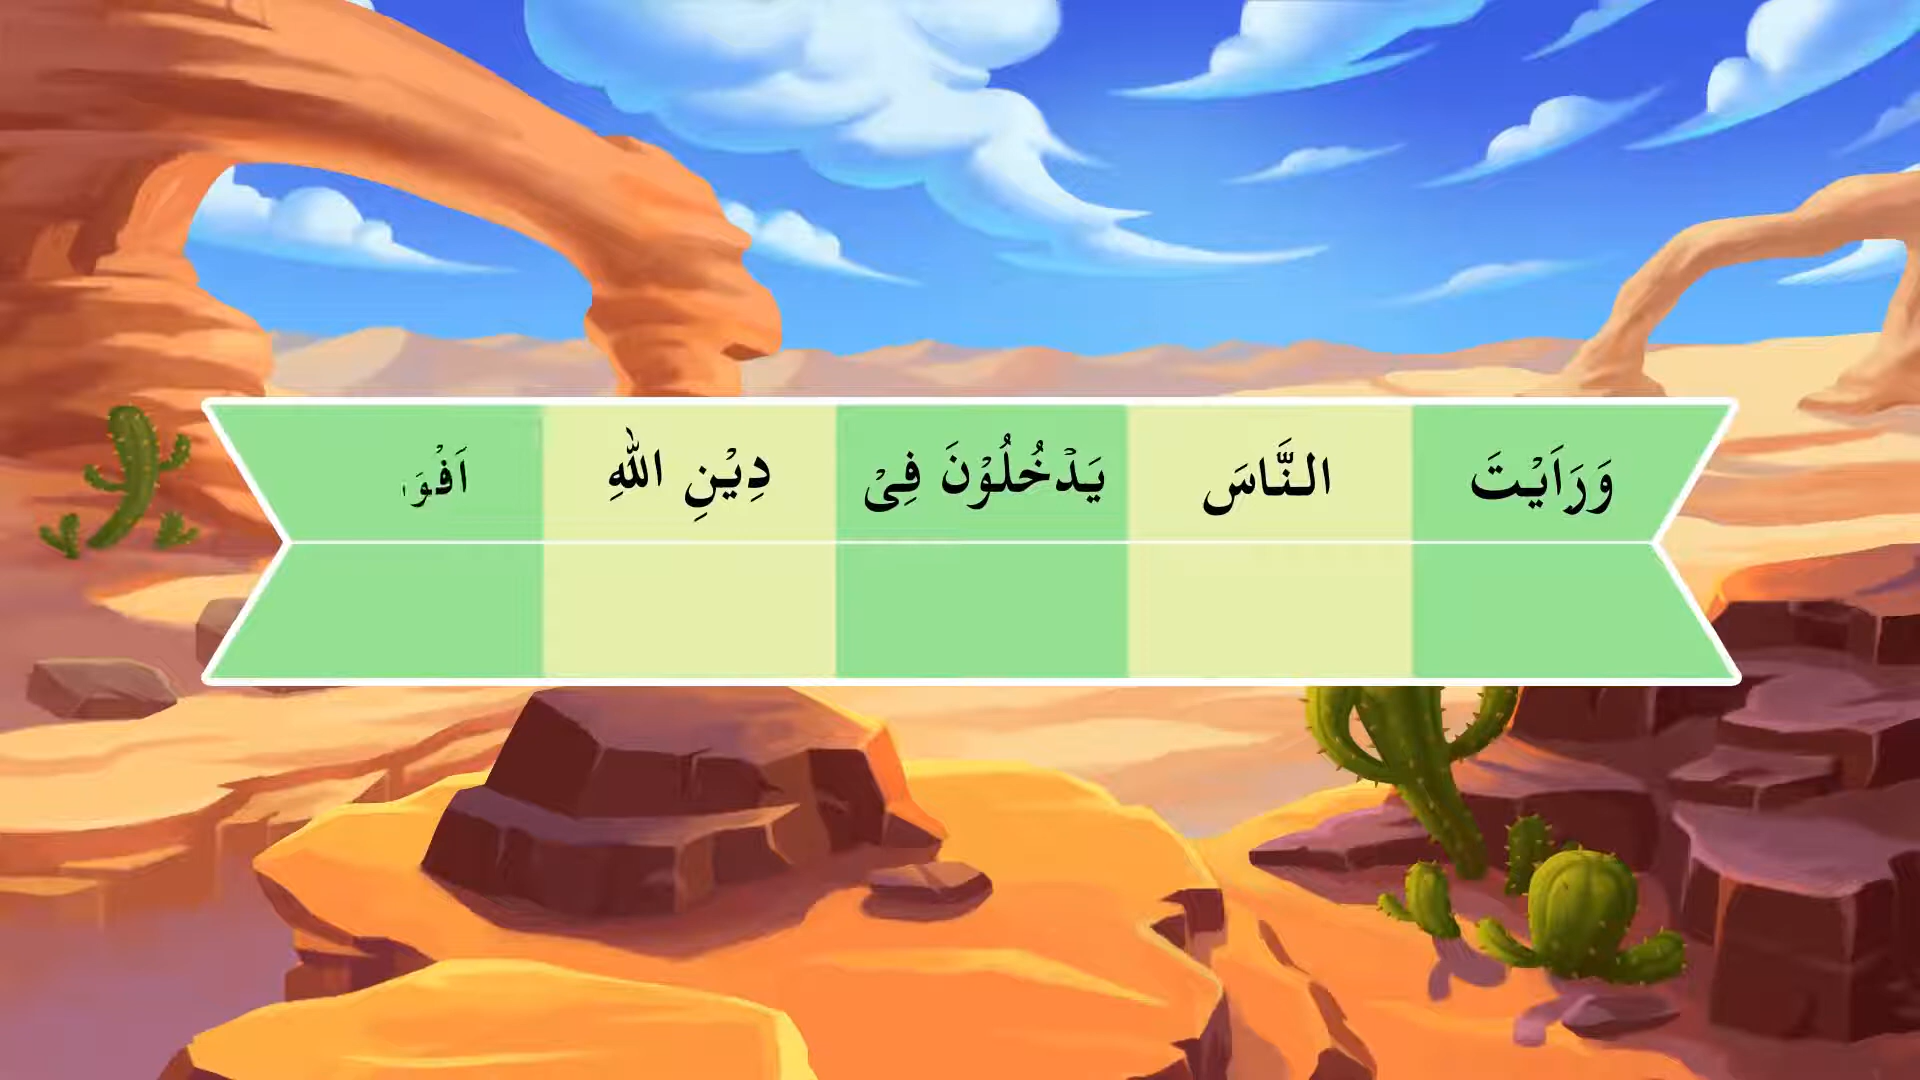 وَرَاَيْتَ النَّاسَ يَدْخُلُوْنَ فِىْ دِيْنِ اللّٰهِ